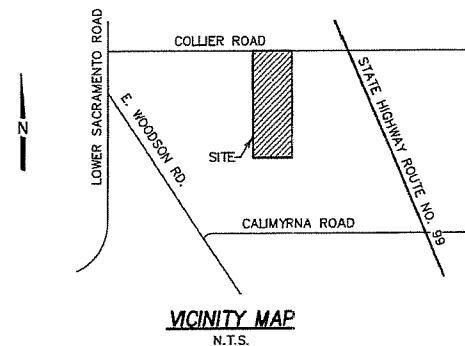 COLLIER ROAD
LOWER SACRAMENTO ROAD
E. WOODSON RD.
STATE HIGHWAY ROUTE NO. 99
N
SITE
CALIMYRNA ROAD
VICINITY MAP
N.T.S.